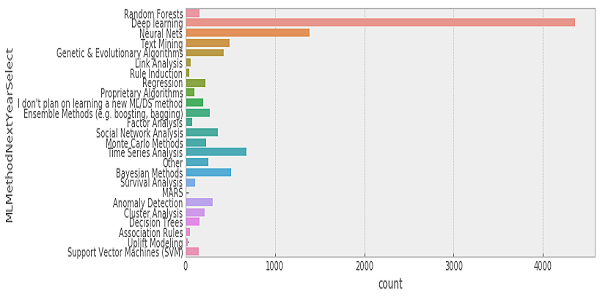 MLMethodNextYearSelect
Random Forests
Deep learning
Neural Nets
Text Mining
Genetic & Evolutionary Algorithms
Link Analysis
Rule Induction
Regression
Proprietary Algorithms
I don't plan on learning a new ML/DS method
Ensemble Methods (e.g. boosting, bagging)
Factor Analysis
Social Network Analysis
Monte Carlo Methods
Time Series Analysis
Other
Bayesian Methods
Survival Analysis
MARS
Anomaly Detection
Cluster Analysis
Decision Trees
Association Rules
Uplift Modeling
Support Vector Machines (SVM)
0 1000 2000 3000 4000
count